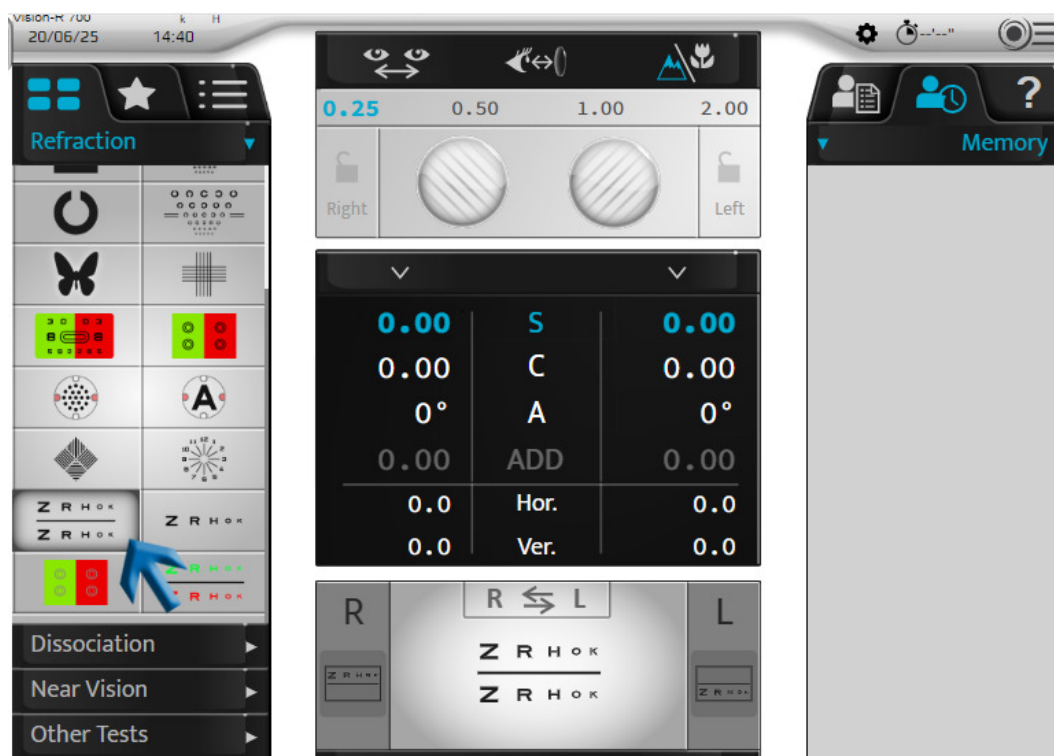 Vision-R 700 k H
20/06/25 14:40 --'--"
Refraction
0.25 0.50 1.00 2.00
Right Left
? 
Memory
0.00 S 0.00
0.00 C 0.00
0° A 0°
0.00 ADD 0.00
0.0 Hor. 0.0
0.0 Ver. 0.0
A
Z R H O K
Z R H O K
Z R H O K
Z R H O K
Z R H O K
Dissociation
Near Vision
Other Tests
R R L L
Z R H O K
Z R H O K
Z R H O K